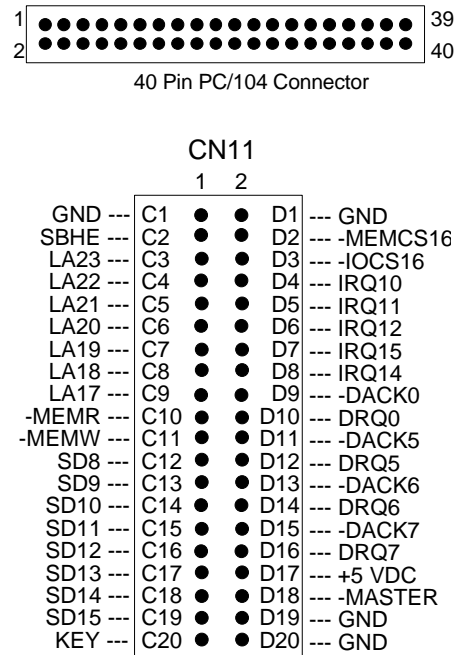 1 39
2 40
40 Pin PC/104 Connector
CN11
1 2
GND --- C1 D1 --- GND
SBHE --- C2 D2 --- -MEMCS16
LA23 --- C3 D3 --- -IOCS16
LA22 --- C4 D4 --- IRQ10
LA21 --- C5 D5 --- IRQ11
LA20 --- C6 D6 --- IRQ12
LA19 --- C7 D7 --- IRQ15
LA18 --- C8 D8 --- IRQ14
LA17 --- C9 D9 --- -DACK0
-MEMR --- C10 D10 --- DRQ0
-MEMW --- C11 D11 --- -DACK5
SD8 --- C12 D12 --- DRQ5
SD9 --- C13 D13 --- -DACK6
SD10 --- C14 D14 --- DRQ6
SD11 --- C15 D15 --- -DACK7
SD12 --- C16 D16 --- DRQ7
SD13 --- C17 D17 --- +5 VDC
SD14 --- C18 D18 --- -MASTER
SD15 --- C19 D19 --- GND
KEY --- C20 D20 --- GND